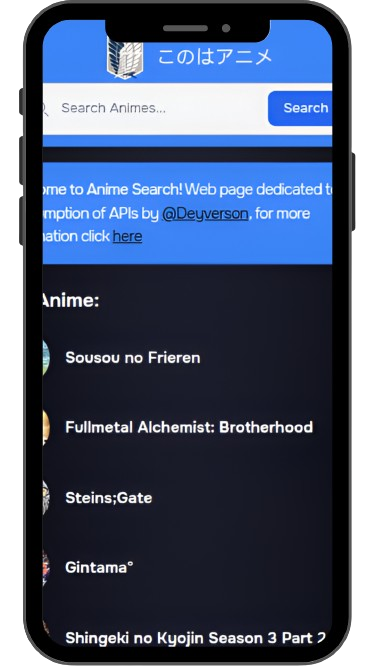 このはアニメ
Search Animes...
Search
ome to Anime Search! Web page dedicated t
mption of APIs by @Deyverson, for more
nation click here
Anime:
Sousou no Frieren
Fullmetal Alchemist: Brotherhood
Steins;Gate
Gintama°
Shingeki no Kyojin Season 3 Part 2